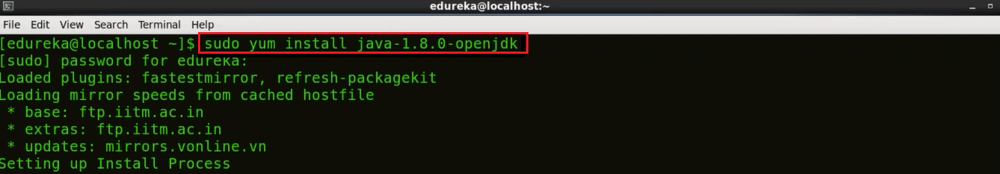 edureka@localhost:~
File Edit View Search Terminal Help
[edureka@localhost ~]$ sudo yum install java-1.8.0-openjdk
[sudo] password for edureka:
Loaded plugins: fastestmirror, refresh-packagekit
Loading mirror speeds from cached hostfile
* base: ftp.iitm.ac.in
* extras: ftp.iitm.ac.in
* updates: mirrors.vonline.vn
Setting up Install Process